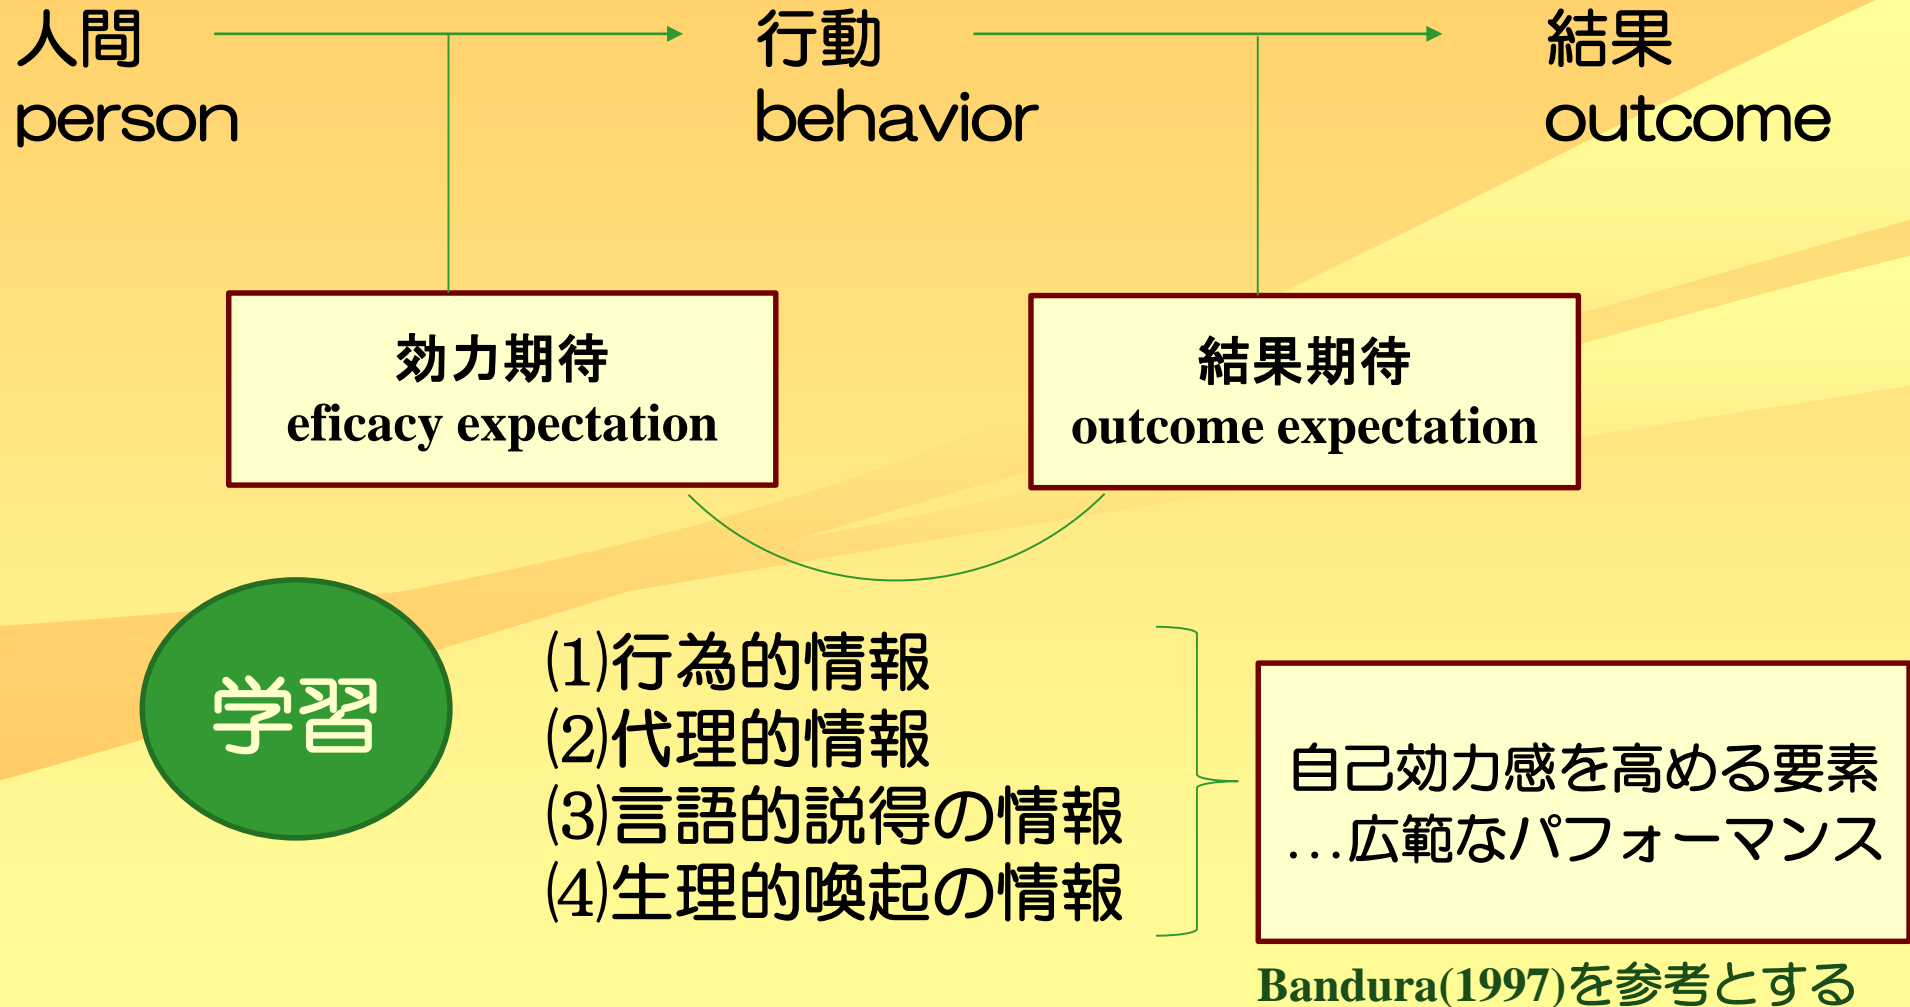 人間
person
行動
behavior
結果
outcome
効力期待
eficacy expectation
結果期待
outcome expectation
学習
(1)行為的情報
(2)代理的情報
(3)言語的説得の情報
(4)生理的喚起の情報
自己効力感を高める要素
…広範なパフォーマンス
Bandura(1997)を参考とする